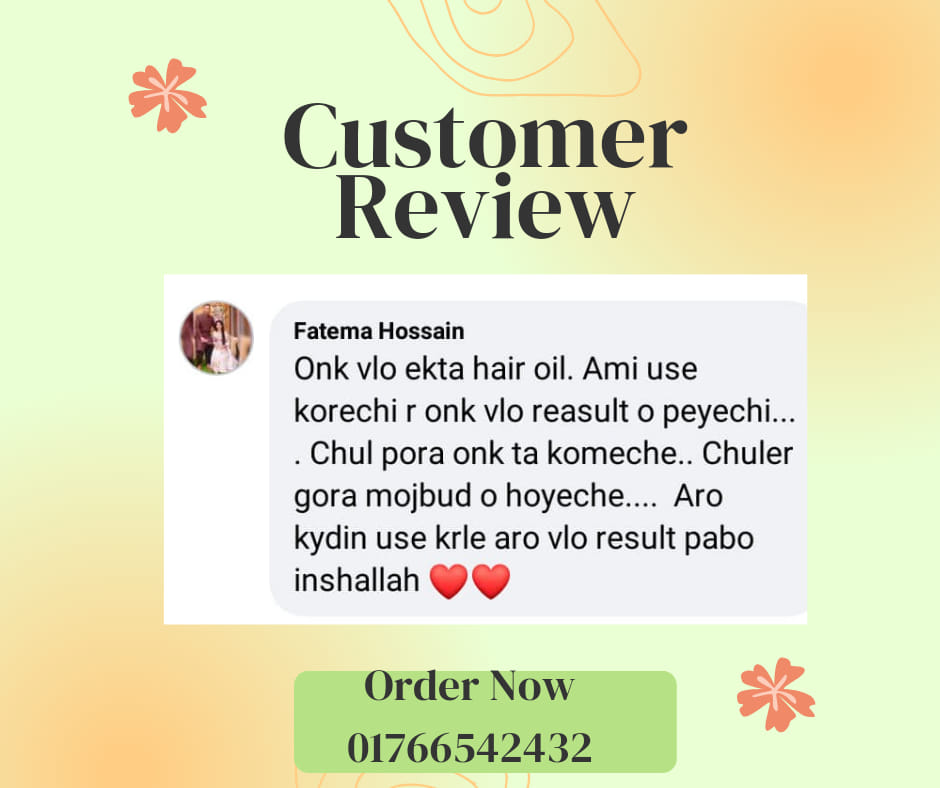 Customer
Review
Fatema Hossain
Onk vlo ekta hair oil. Ami use
korechi r onk vlo reasult o peyechi...
. Chul pora onk ta komeche.. Chuler
gora mojbud o hoyeche.... Aro
kydin use krle aro vlo result pabo
inshallah ❤️❤️
Order Now
01766542432